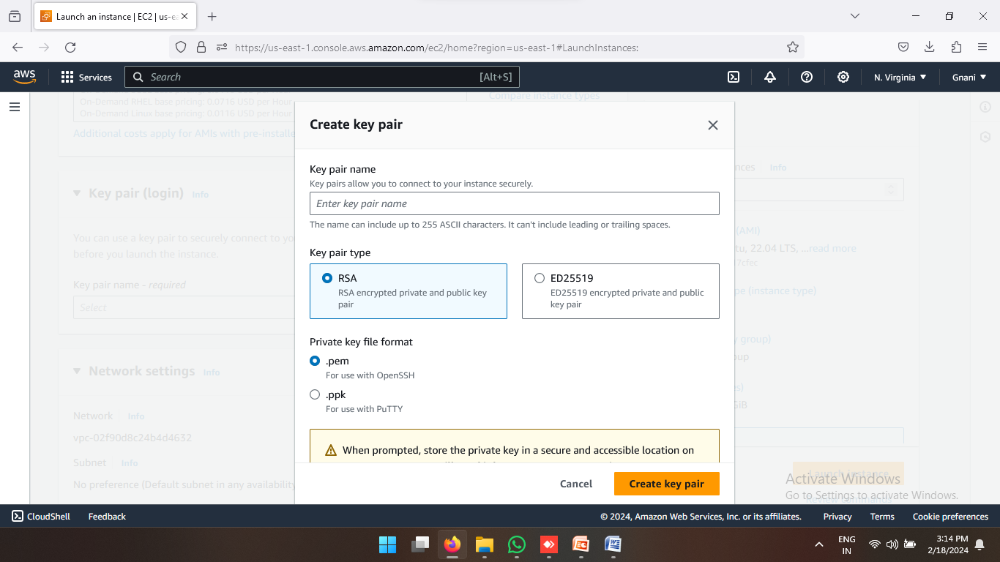 Launch an instance | EC2 | us-ea
https://us-east-1.console.aws.amazon.com/ec2/home?region=us-east-1#LaunchInstances:
aws
Services
Search
[Alt+S]
N. Virginia
Gnani
On-Demand RHEL base pricing: 0.0716 USD per Hour
On-Demand Linux base pricing: 0.0116 USD per Hour
Compare instance types
Additional costs apply for AMIs with pre-installe
Key pair (login) Info
You can use a key pair to securely connect to yo
before you launch the instance.
Key pair name - required
Select
Network settings Info
Network Info
vpc-02f90d8c24b4d4632
Subnet Info
No preference (Default subnet in any availability
Create key pair
Key pair name
Key pairs allow you to connect to your instance securely.
Enter key pair name
The name can include up to 255 ASCII characters. It can't include leading or trailing spaces.
Key pair type
RSA
RSA encrypted private and public key
pair
ED25519
ED25519 encrypted private and public
key pair
Private key file format
.pem
For use with OpenSSH
.ppk
For use with PuTTY
When prompted, store the private key in a secure and accessible location on
Cancel
Create key pair
nces Info
(AMI)
tu, 22.04 LTS, ...read more
7cfec
pe (instance type)
y group)
oup
s)
GiB
Launch instance
Review commands
Activate Windows
Go to Settings to activate Windows.
CloudShell
Feedback
© 2024, Amazon Web Services, Inc. or its affiliates.
Privacy
Terms
Cookie preferences
ENG
IN
3:14 PM
2/18/2024